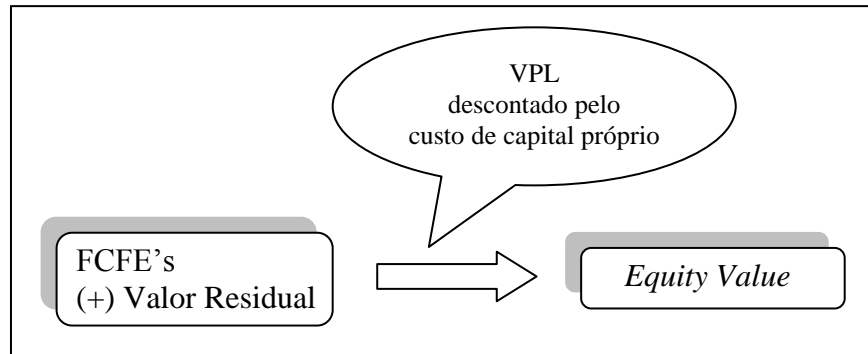 VPL
descontado pelo
custo de capital próprio
FCFE’s
(+) Valor Residual
Equity Value